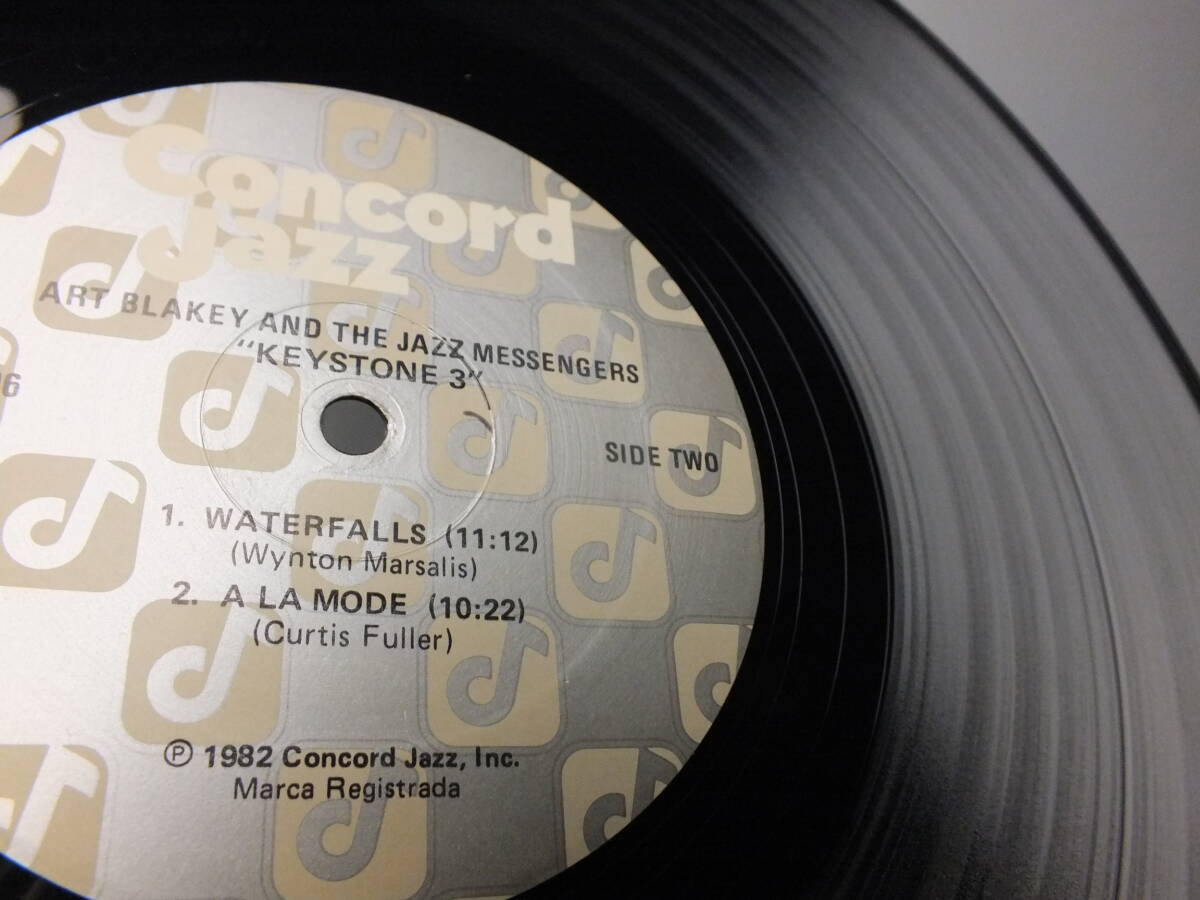 Concord
Jazz
ART BLAKEY AND THE JAZZ MESSENGERS
"KEYSTONE 3"
SIDE TWO
1. WATERFALLS (11:12)
(Wynton Marsalis)
2. A LA MODE (10:22)
(Curtis Fuller)
℗ 1982 Concord Jazz, Inc.
Marca Registrada